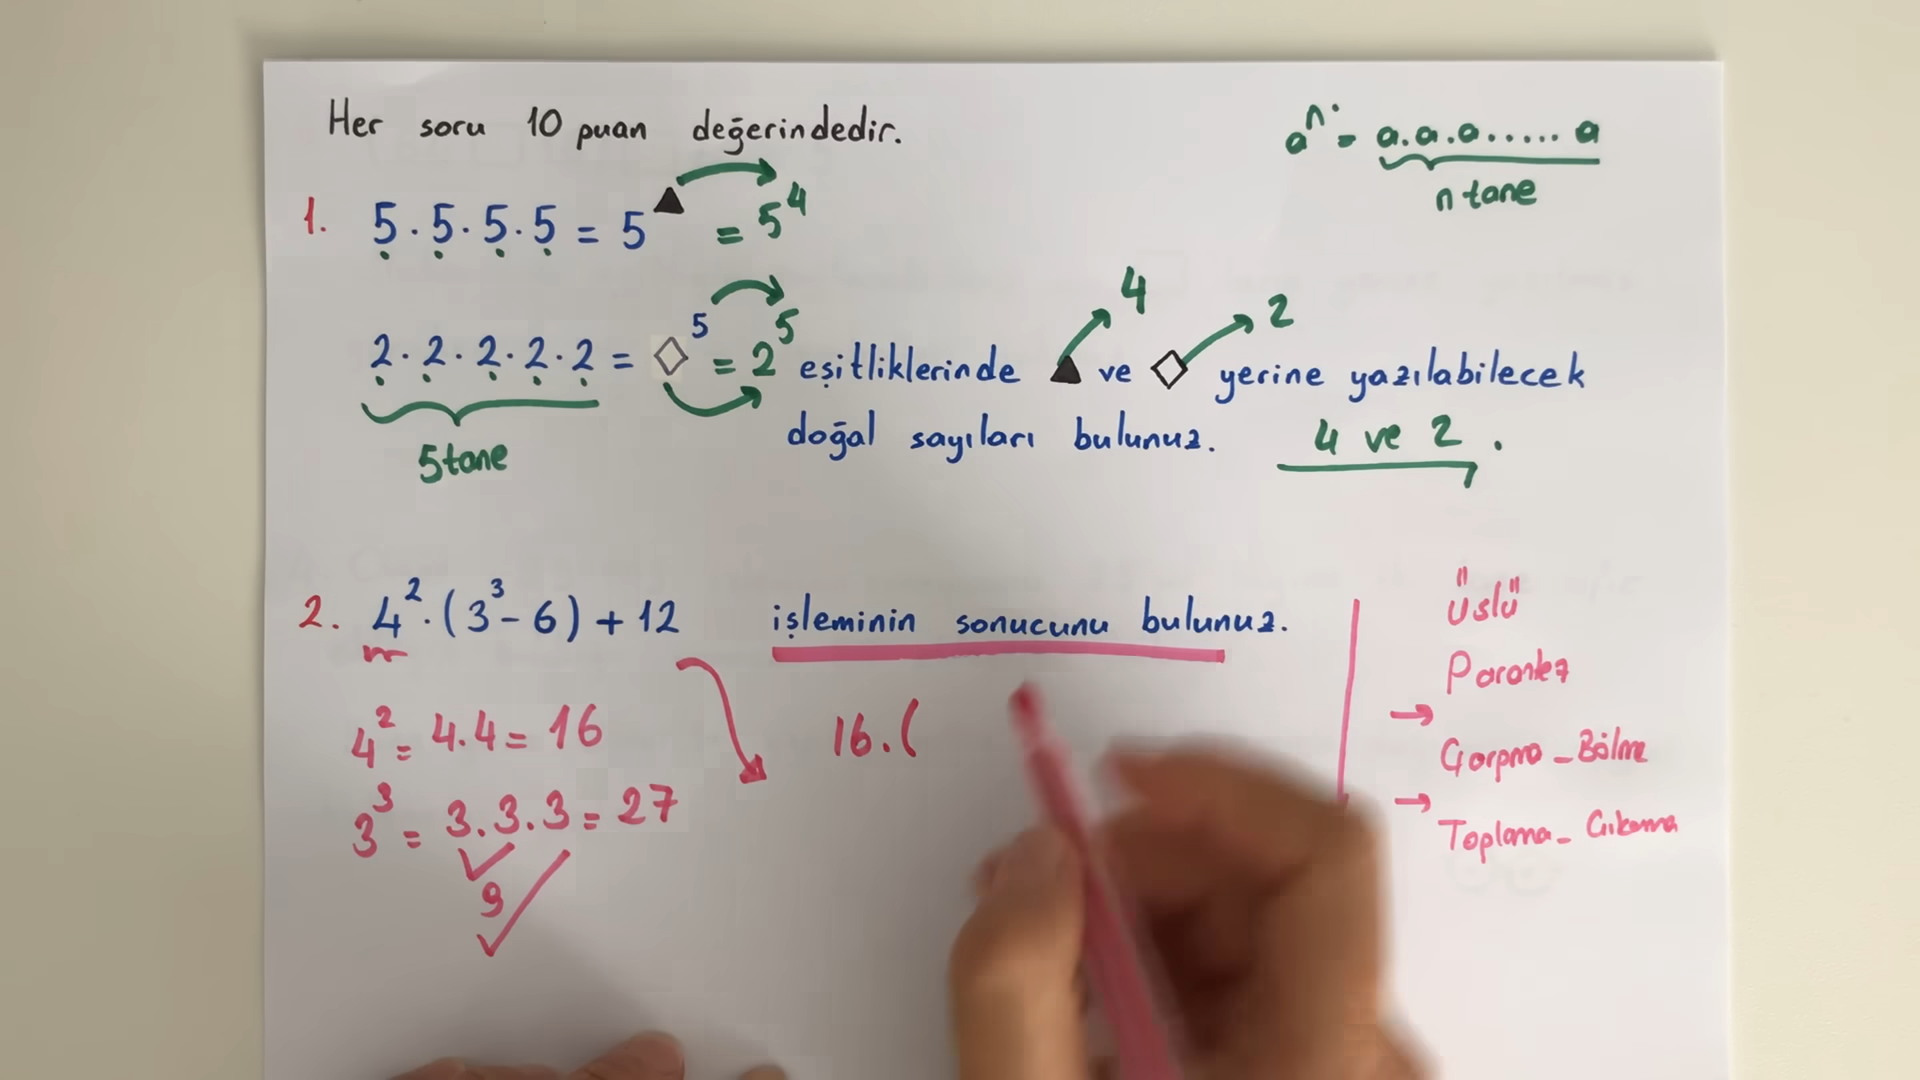 Her soru 10 puan değerindedir.
aⁿ = a.a.a..... a
n tane
1. 5 . 5 . 5 . 5 = 5^▲ = 5⁴
2 . 2 . 2 . 2 . 2 = ◇⁵ = 2⁵ eşitliklerinde ▲ ve ◇ yerine yazılabilecek
4
2
5 tane
doğal sayıları bulunuz. 4 ve 2 .
2. 4² . (3³ - 6) + 12 işleminin sonucunu bulunuz.
4² = 4.4 = 16
3³ = 3.3.3 = 27
9
16.(
"Üslü"
Parantez
→ Çarpma - Bölme
→ Toplama - Çıkarma